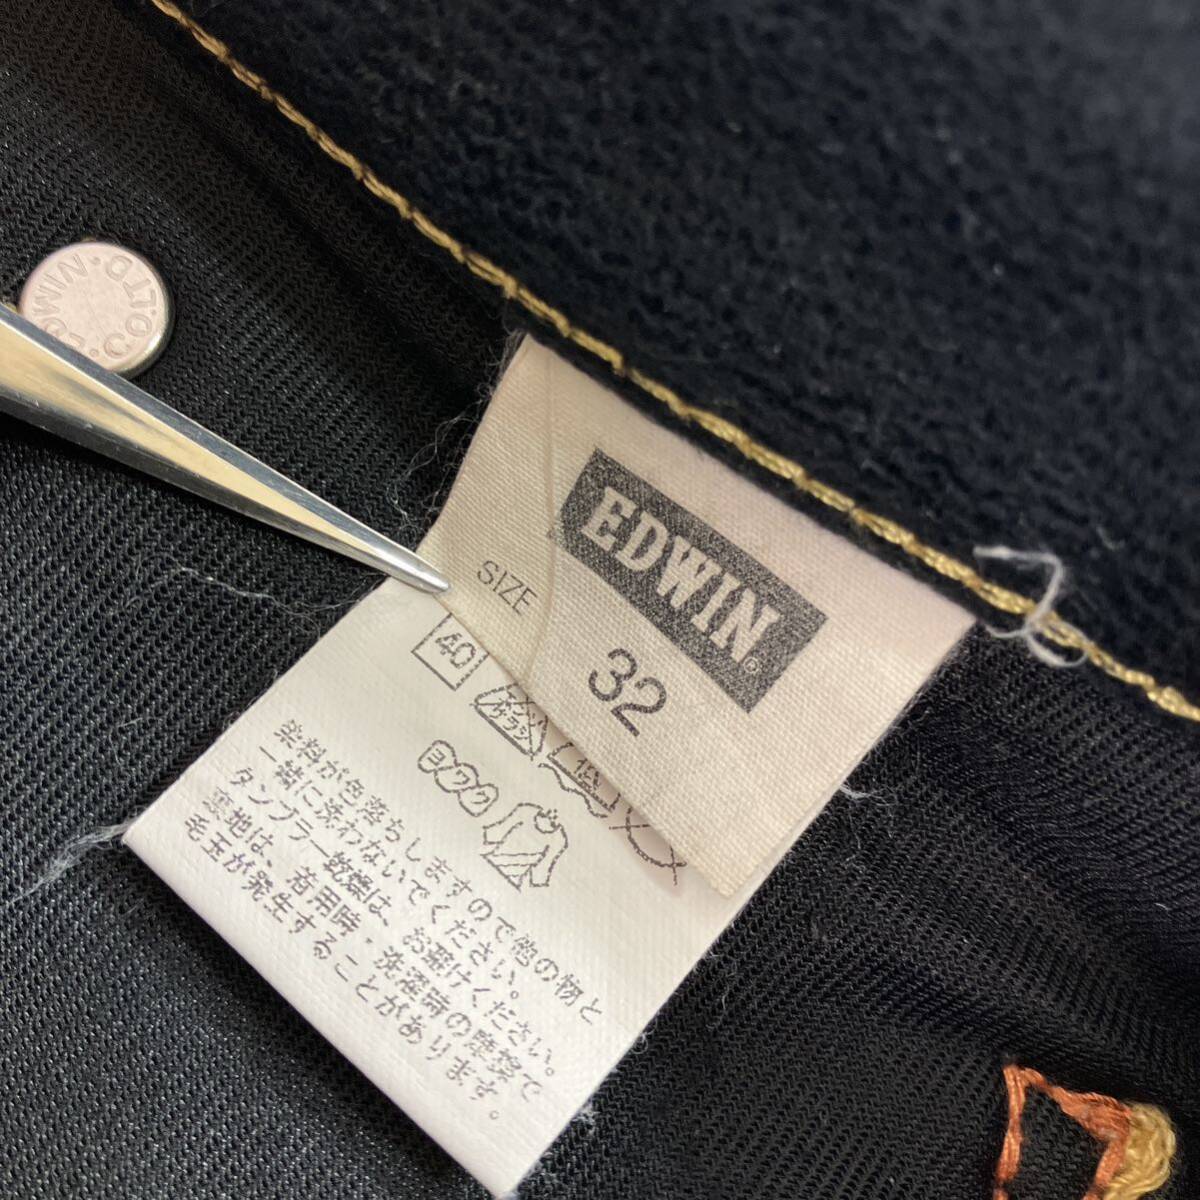 EDWIN®
SIZE
32
40
低
ヨワク
染料が色落ちしますので他の物と
一緒に洗わないでください。
タンブラー乾燥は、お避けください。
裏地は、着用時・洗濯時の摩擦で
毛玉が発生することがあります。
CO.LTD.